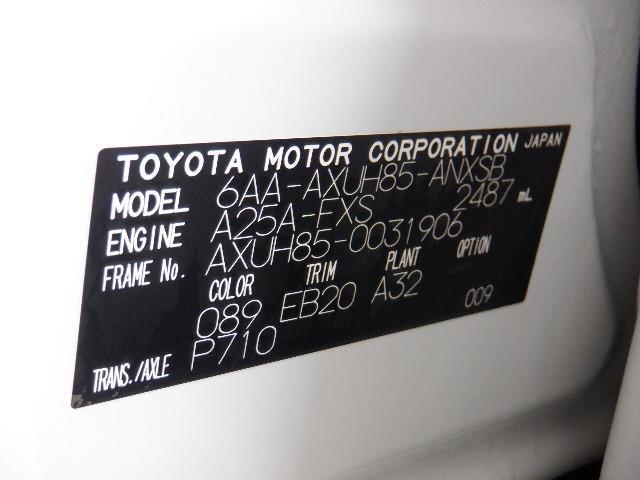 TOYOTA MOTOR CORPORATION JAPAN
MODEL 6AA-AXUH85-ANXSB
ENGINE A25A-FXS 2487 mL
FRAME No. AXUH85-0031906
COLOR TRIM PLANT OPTION
089 EB20 A32 009
TRANS./AXLE P710